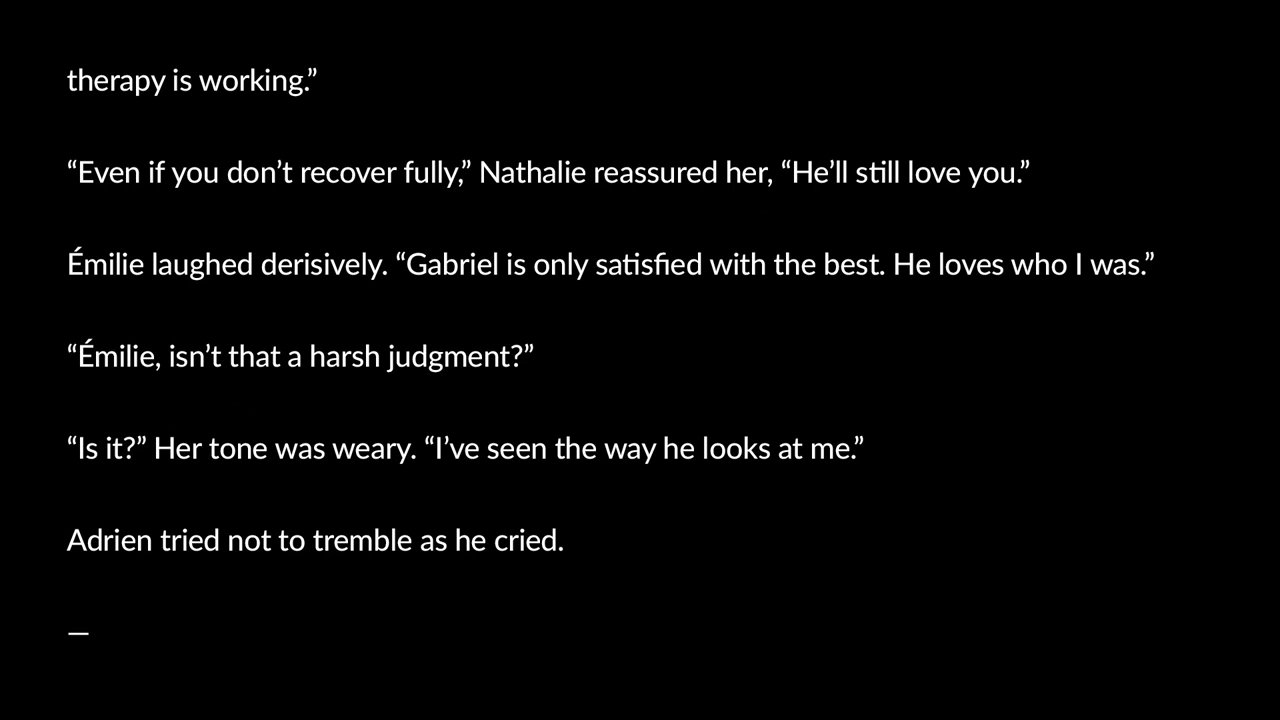 therapy is working.”
“Even if you don’t recover fully,” Nathalie reassured her, “He’ll still love you.”
Émilie laughed derisively. “Gabriel is only satisfied with the best. He loves who I was.”
“Émilie, isn’t that a harsh judgment?”
“Is it?” Her tone was weary. “I’ve seen the way he looks at me.”
Adrien tried not to tremble as he cried.
—